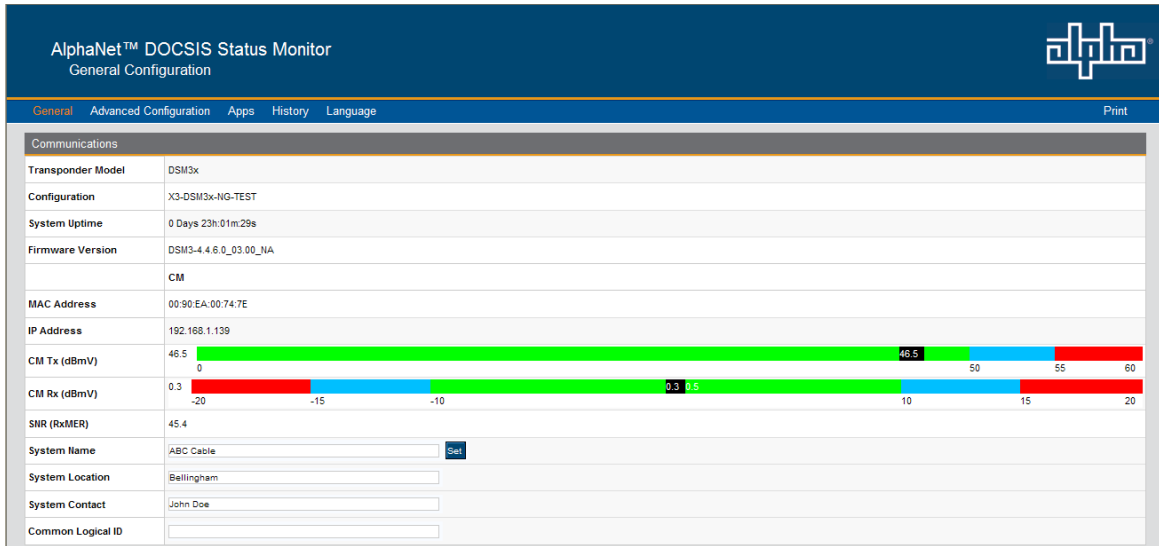 AlphaNet™ DOCSIS Status Monitor
General Configuration
alpha®
General Advanced Configuration Apps History Language Print
Communications
Transponder Model DSM3x
Configuration X3-DSM3x-NG-TEST
System Uptime 0 Days 23h:01m:29s
Firmware Version DSM3-4.4.6.0_03.00_NA
CM
MAC Address 00:90:EA:00:74:7E
IP Address 192.168.1.139
CM Tx (dBmV) 46.5 46.5
0 50 55 60
CM Rx (dBmV) 0.3 0.3 0.5
-20 -15 -10 10 15 20
SNR (RxMER) 45.4
System Name ABC Cable Set
System Location Bellingham
System Contact John Doe
Common Logical ID